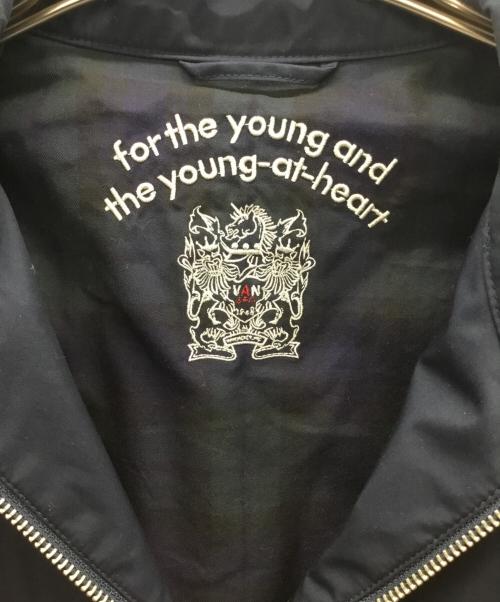 for the young and
the young-at-heart
VAN